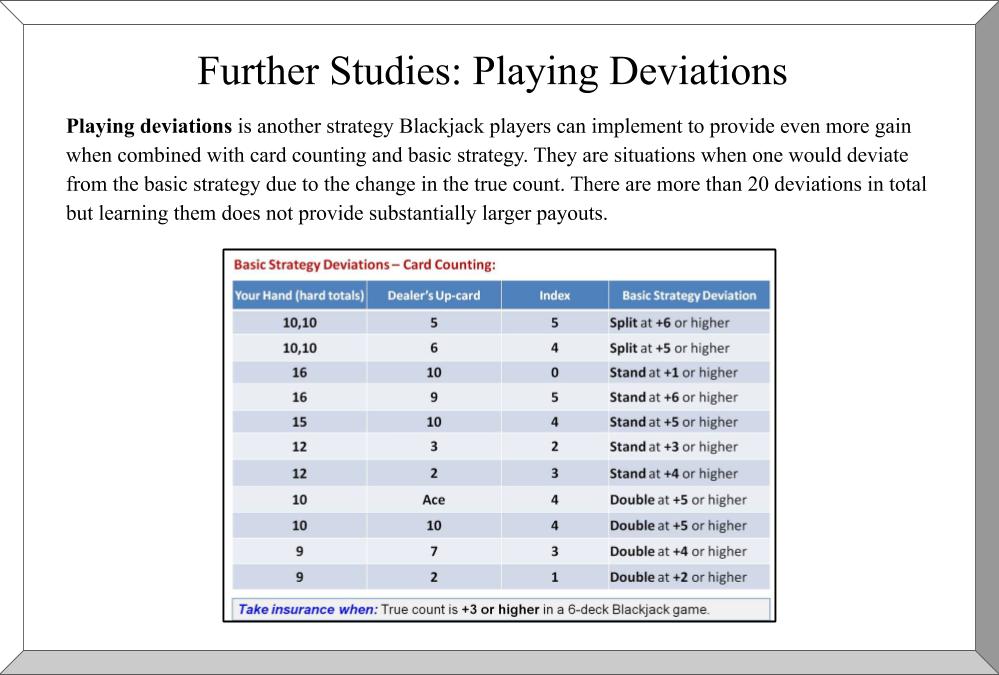 Further Studies: Playing Deviations
Playing deviations is another strategy Blackjack players can implement to provide even more gain
when combined with card counting and basic strategy. They are situations when one would deviate
from the basic strategy due to the change in the true count. There are more than 20 deviations in total
but learning them does not provide substantially larger payouts.
Basic Strategy Deviations – Card Counting:
Your Hand (hard totals) Dealer's Up-card Index Basic Strategy Deviation
10,10 5 5 Split at +6 or higher
10,10 6 4 Split at +5 or higher
16 10 0 Stand at +1 or higher
16 9 5 Stand at +6 or higher
15 10 4 Stand at +5 or higher
12 3 2 Stand at +3 or higher
12 2 3 Stand at +4 or higher
10 Ace 4 Double at +5 or higher
10 10 4 Double at +5 or higher
9 7 3 Double at +4 or higher
9 2 1 Double at +2 or higher
Take insurance when: True count is +3 or higher in a 6-deck Blackjack game.